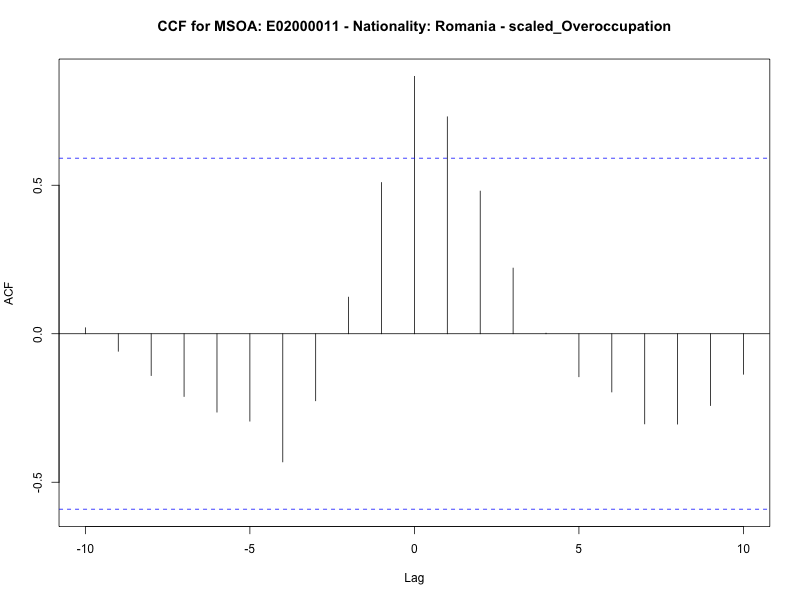 CCF for MSOA: E02000011 - Nationality: Romania - scaled_Overoccupation
0.5
0.0
-0.5
ACF
-10 -5 0 5 10
Lag